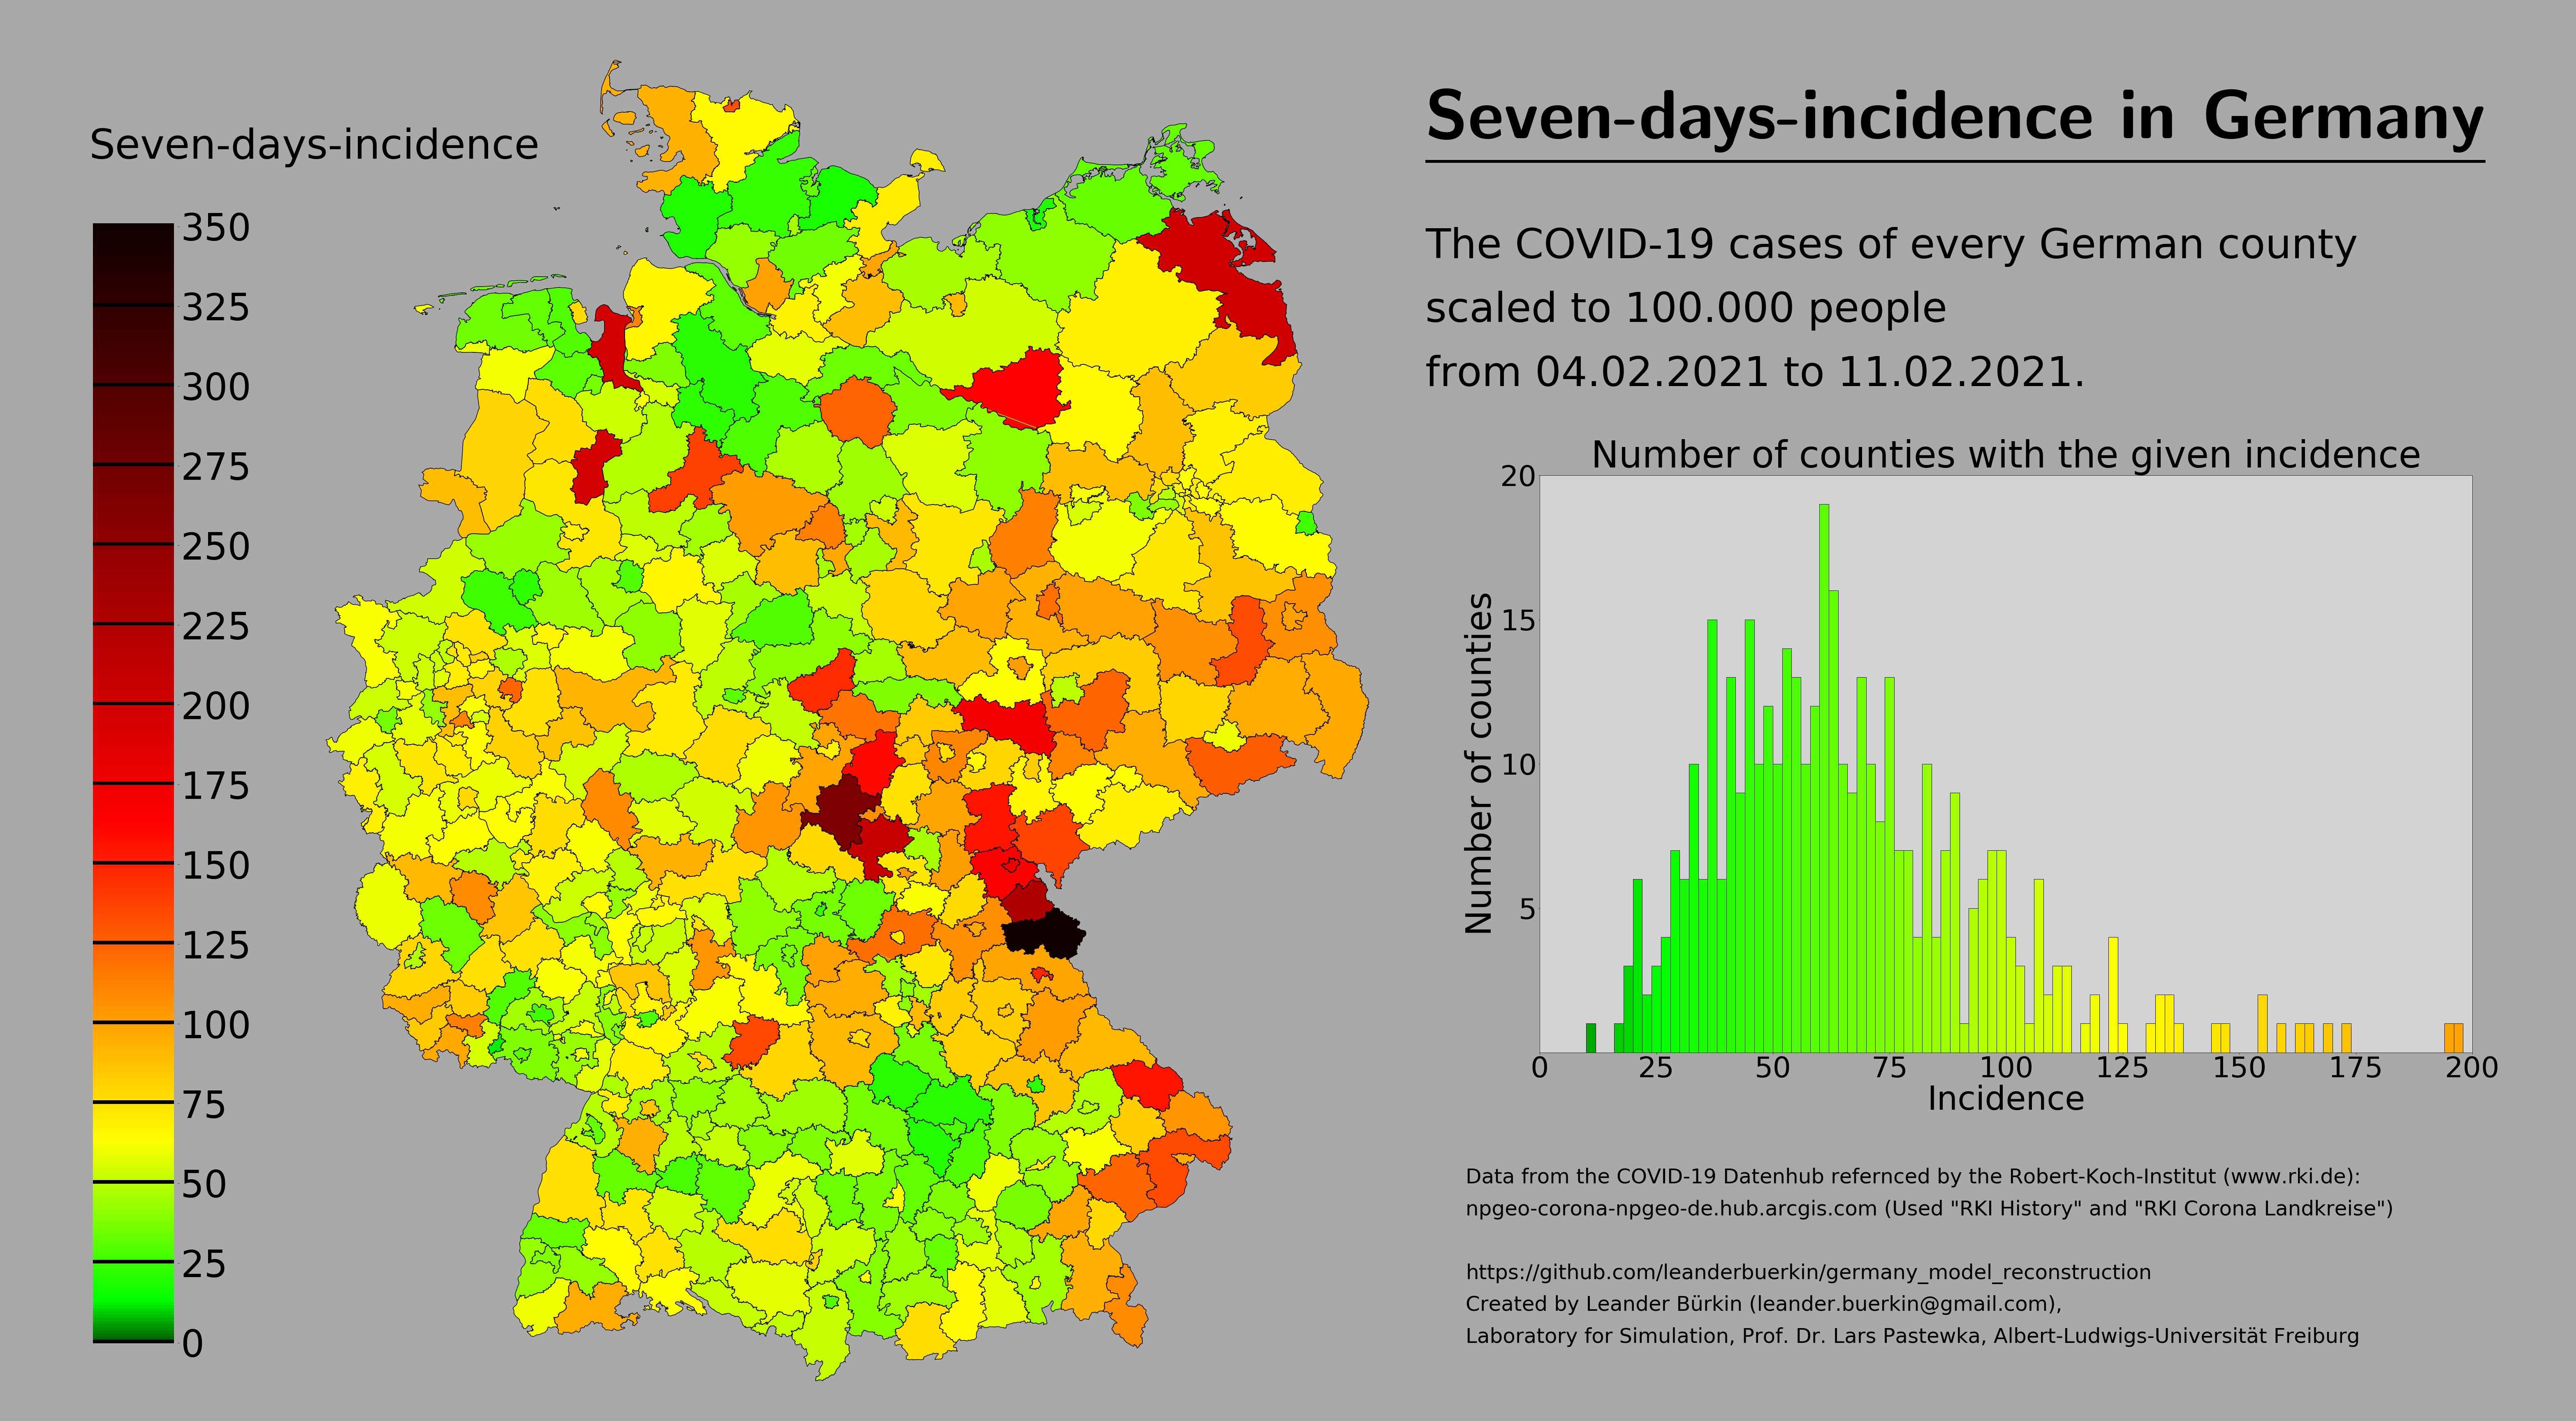 Seven-days-incidence in Germany
Seven-days-incidence
350
325
300
275
250
225
200
175
150
125
100
75
50
25
0
The COVID-19 cases of every German county
scaled to 100.000 people
from 04.02.2021 to 11.02.2021.
Number of counties with the given incidence
Number of counties
20
15
10
5
0 25 50 75 100 125 150 175 200
Incidence
Data from the COVID-19 Datenhub refernced by the Robert-Koch-Institut (www.rki.de):
npgeo-corona-npgeo-de.hub.arcgis.com (Used "RKI History" and "RKI Corona Landkreise")
https://github.com/leanderbuerkin/germany_model_reconstruction
Created by Leander Bürkin (leander.buerkin@gmail.com),
Laboratory for Simulation, Prof. Dr. Lars Pastewka, Albert-Ludwigs-Universität Freiburg